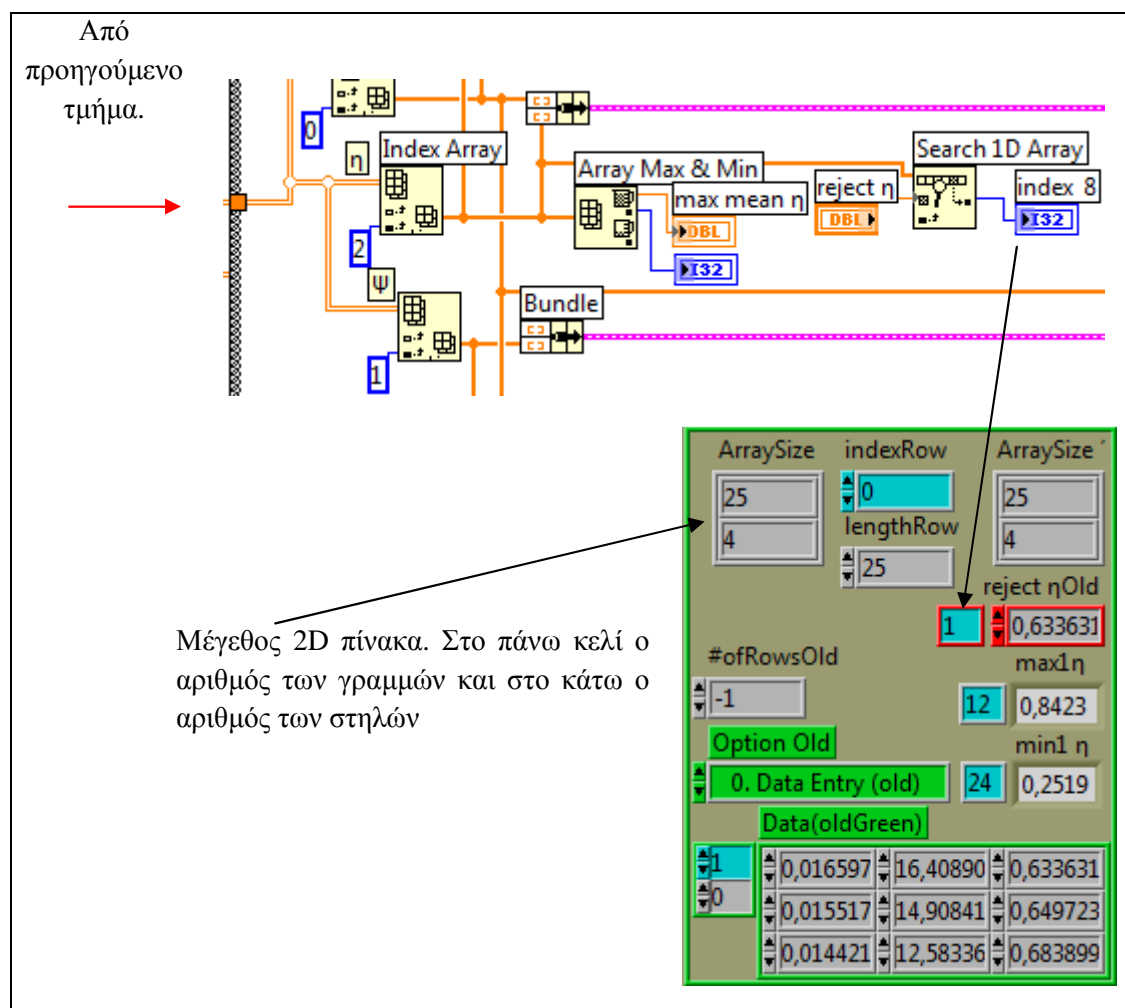 Από
προηγούμενο
τμήμα.
0
η
Index Array
2
ψ
1
Array Max & Min
max mean η
DBL
I32
Bundle
reject η
DBL
Search 1D Array
index 8
I32
ArraySize
indexRow
ArraySize
25
4
0
lengthRow
25
25
4
reject ηOld
1
0,633631
#ofRowsOld
-1
max1η
12
0,8423
Option Old
min1 η
0. Data Entry (old)
24
0,2519
Data(oldGreen)
1
0
0,016597 16,40890 0,633631
0,015517 14,90841 0,649723
0,014421 12,58336 0,683899
Μέγεθος 2D πίνακα. Στο πάνω κελί ο
αριθμός των γραμμών και στο κάτω ο
αριθμός των στηλών